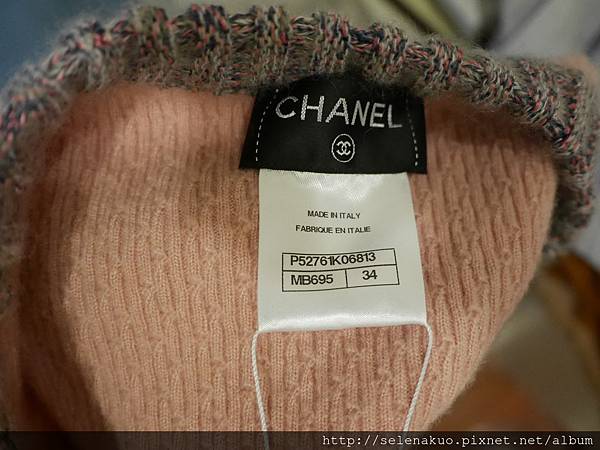 CHANEL
MADE IN ITALY
FABRIQUE EN ITALIE
P52761K06813
MB695 34
http://selenakuo.pixnet.net/album